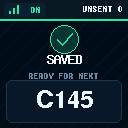 ON UNSENT 0
SAVED
READY FOR NEXT
C145